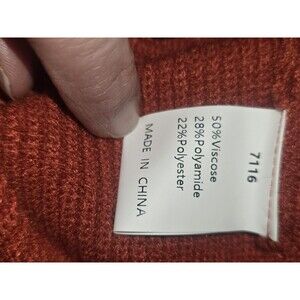 7116
50%Viscose
28%Polyamide
22%Polyester
MADE IN CHINA